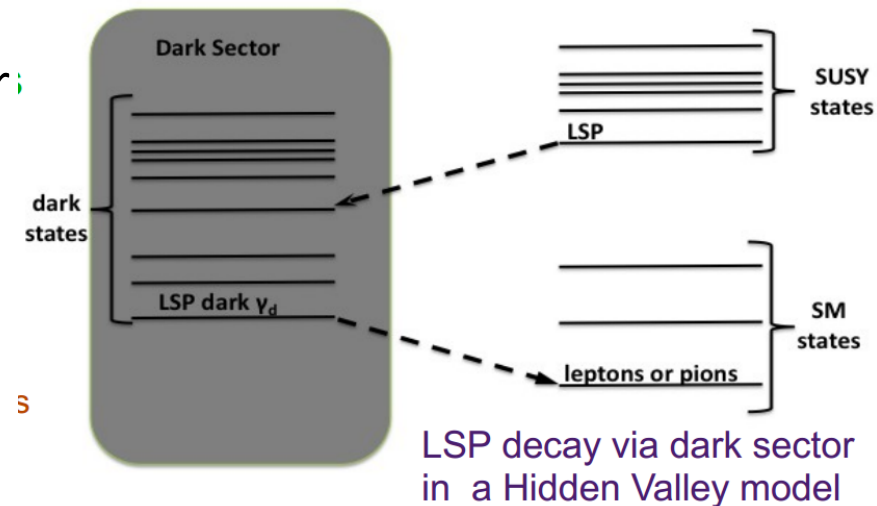 Dark Sector
SUSY
states
LSP
dark
states
LSP dark γd
SM
states
leptons or pions
LSP decay via dark sector
in a Hidden Valley model